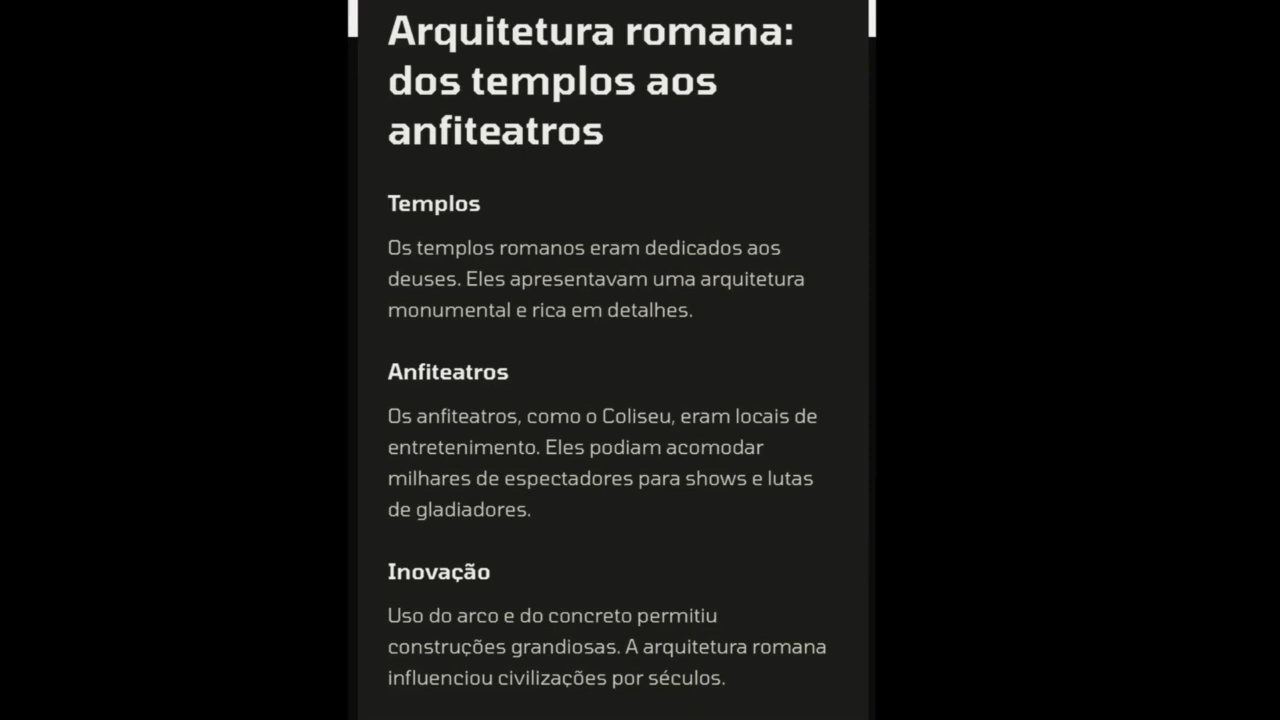 Arquitetura romana:
dos templos aos
anfiteatros
Templos
Os templos romanos eram dedicados aos
deuses. Eles apresentavam uma arquitetura
monumental e rica em detalhes.
Anfiteatros
Os anfiteatros, como o Coliseu, eram locais de
entretenimento. Eles podiam acomodar
milhares de espectadores para shows e lutas
de gladiadores.
Inovação
Uso do arco e do concreto permitiu
construções grandiosas. A arquitetura romana
influenciou civilizações por séculos.